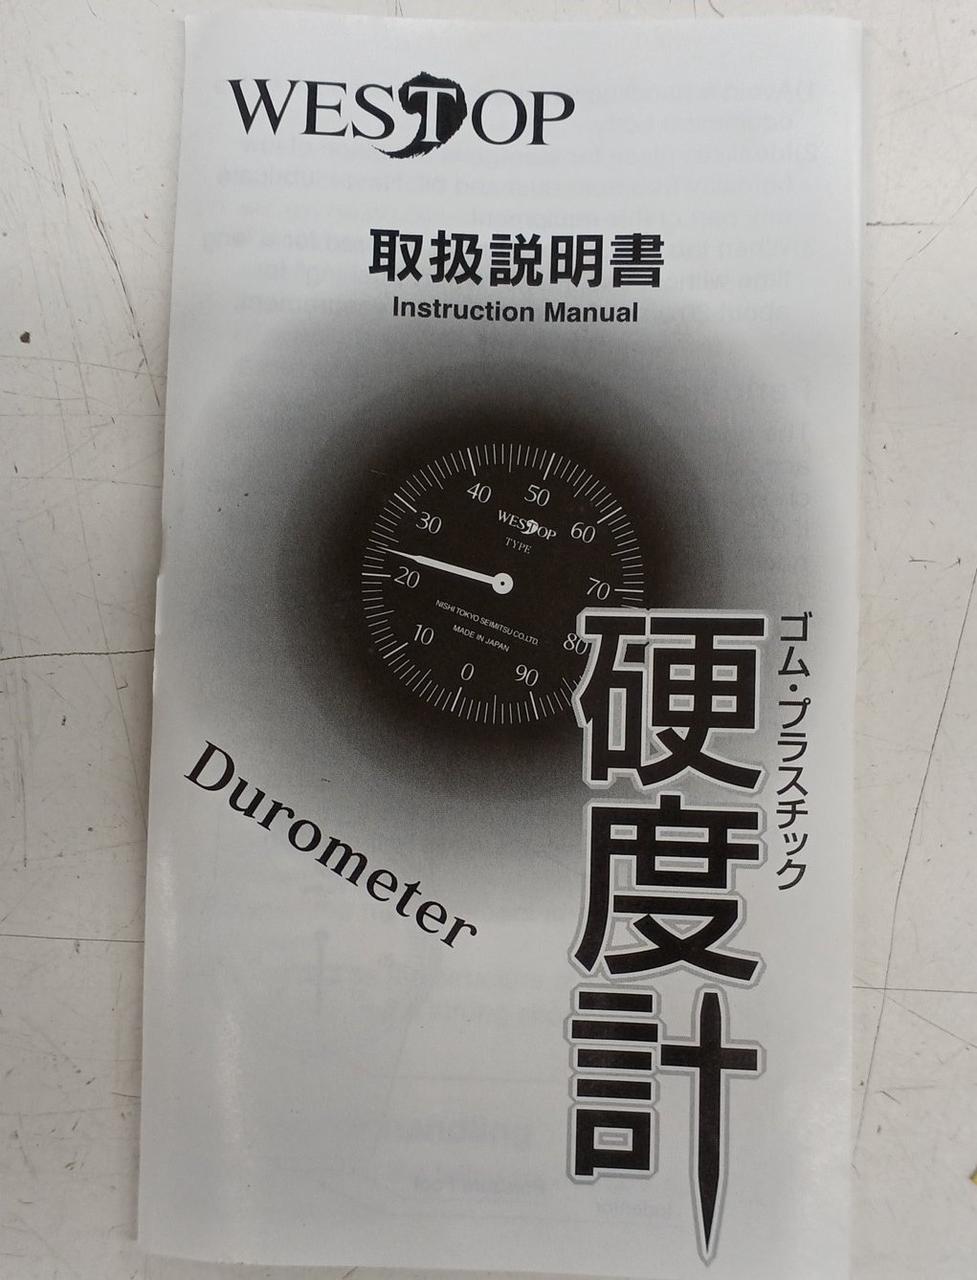 WESTOP
取扱説明書
Instruction Manual
40
50
30
60
WESTOP
TYPE
20
70
NISHI TOKYO SEIMITSU CO.LTD.
MADE IN JAPAN
10
80
0
90
ゴム・プラスチック
硬度計
Durometer